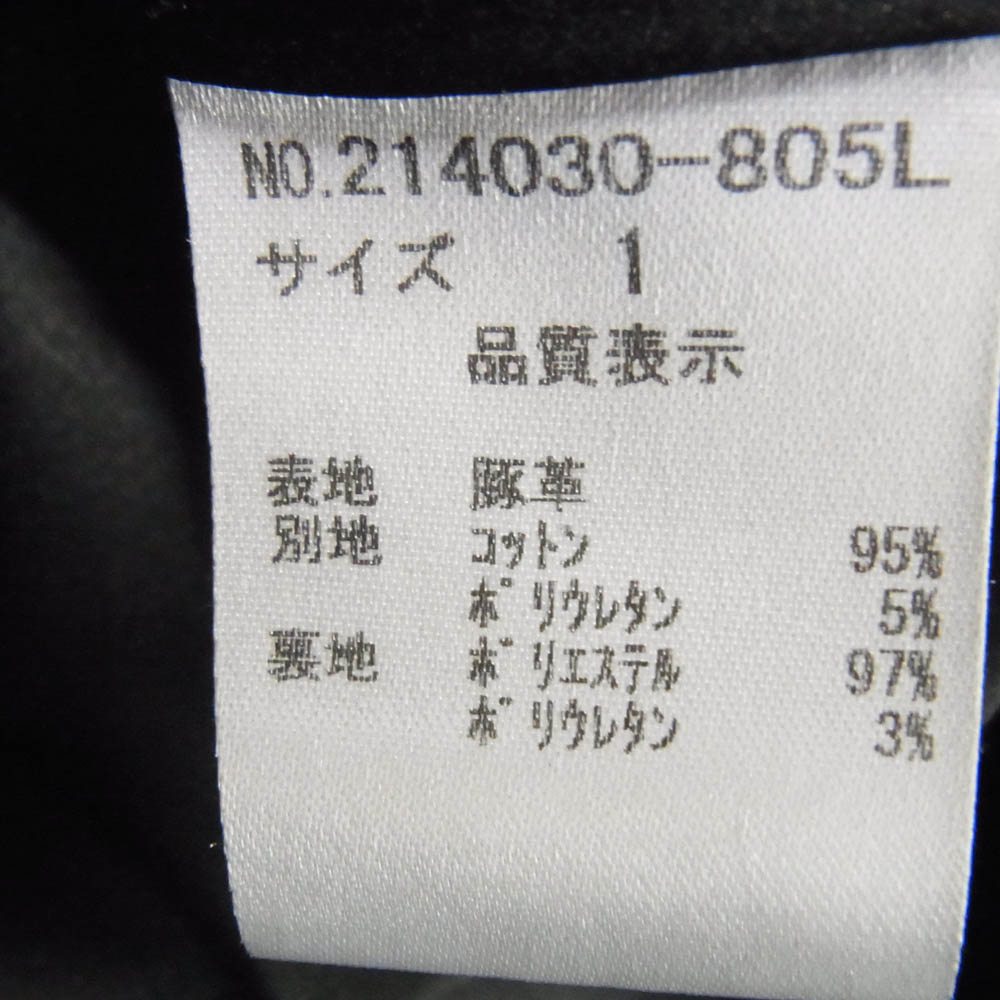 NO.214030-805L
サイズ 1
品質表示
表地 豚革
別地 コットン 95%
ポリウレタン 5%
裏地 ポリエステル 97%
ポリウレタン 3%